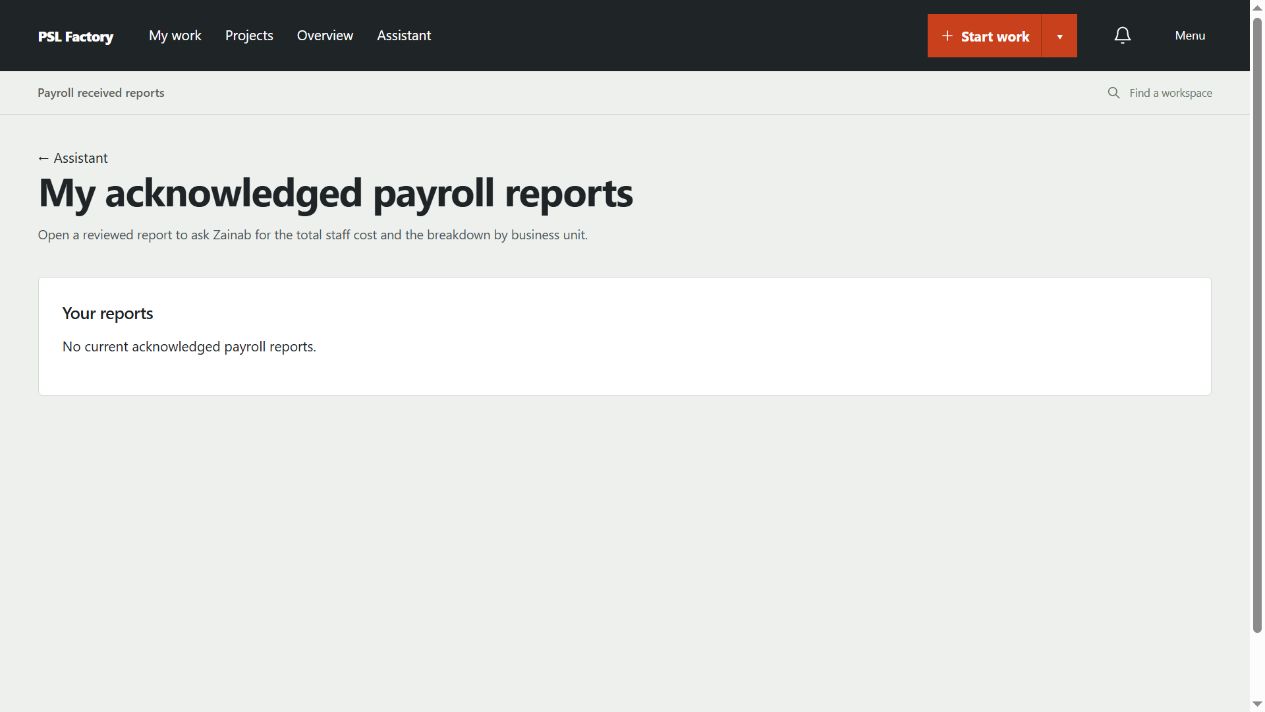 PSL Factory
My work
Projects
Overview
Assistant
+ Start work
Menu
Payroll received reports
Find a workspace
← Assistant
My acknowledged payroll reports
Open a reviewed report to ask Zainab for the total staff cost and the breakdown by business unit.
Your reports
No current acknowledged payroll reports.